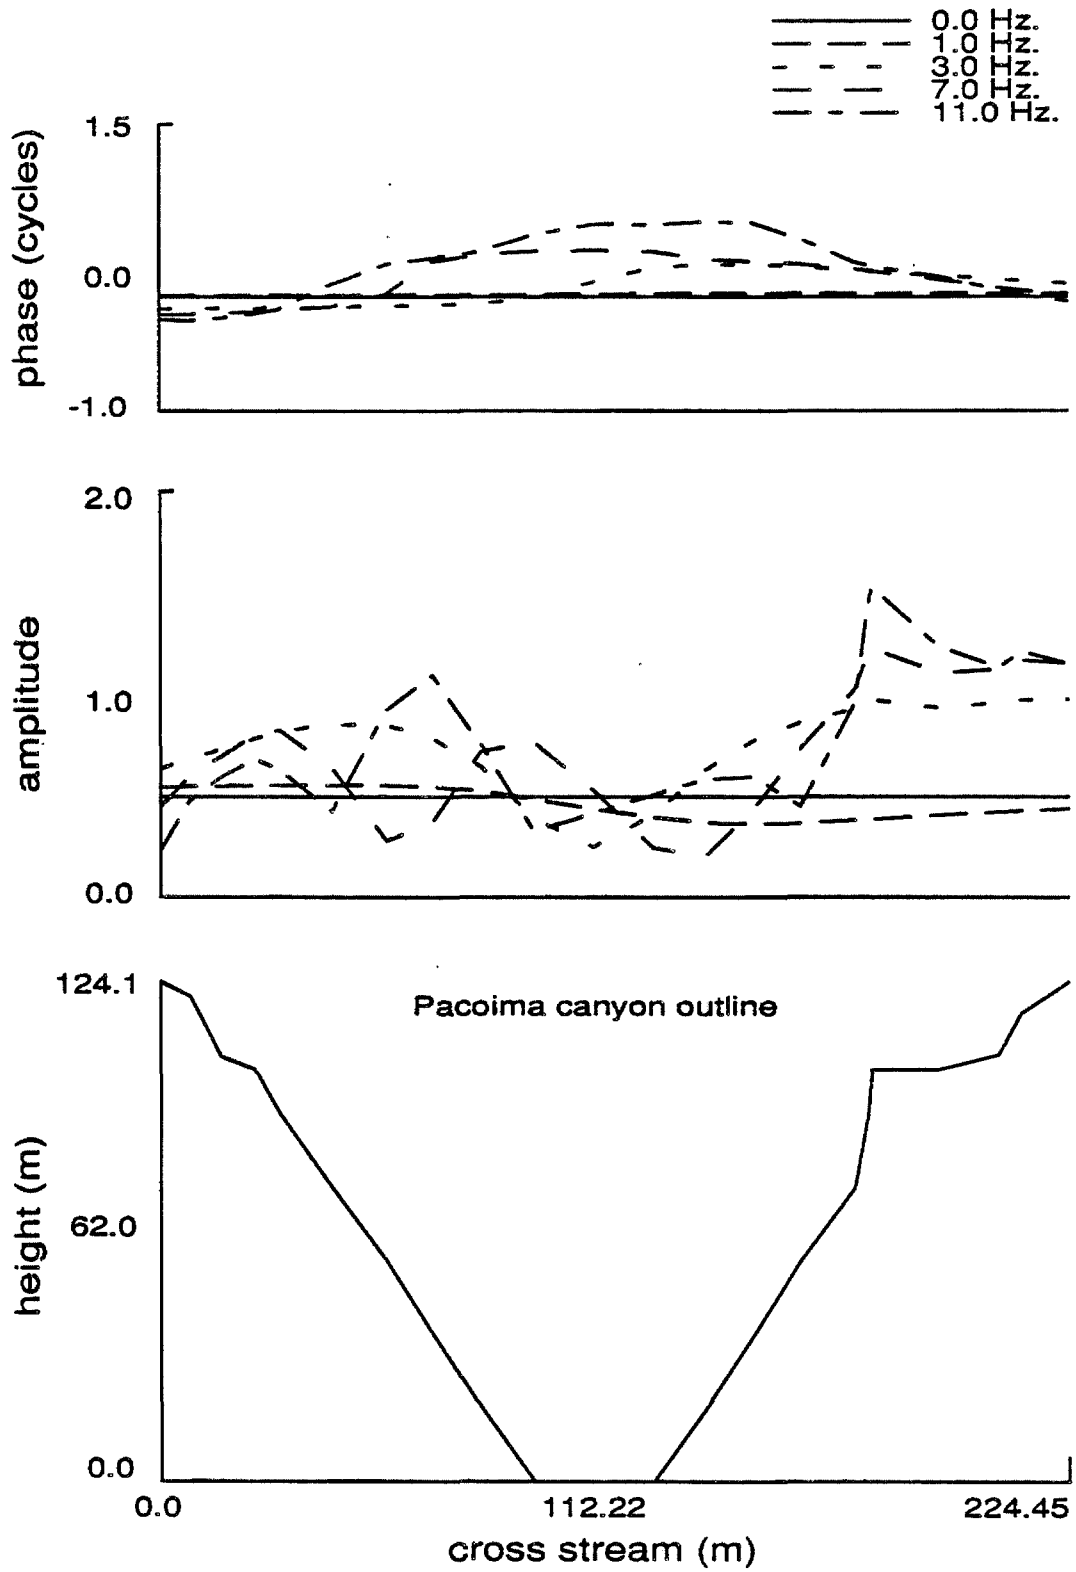 0.0 Hz.
1.0 Hz.
3.0 Hz.
7.0 Hz.
11.0 Hz.
1.5
0.0
-1.0
phase (cycles)
2.0
1.0
0.0
amplitude
124.1
62.0
0.0
height (m)
Pacoima canyon outline
0.0 112.22 224.45
cross stream (m)